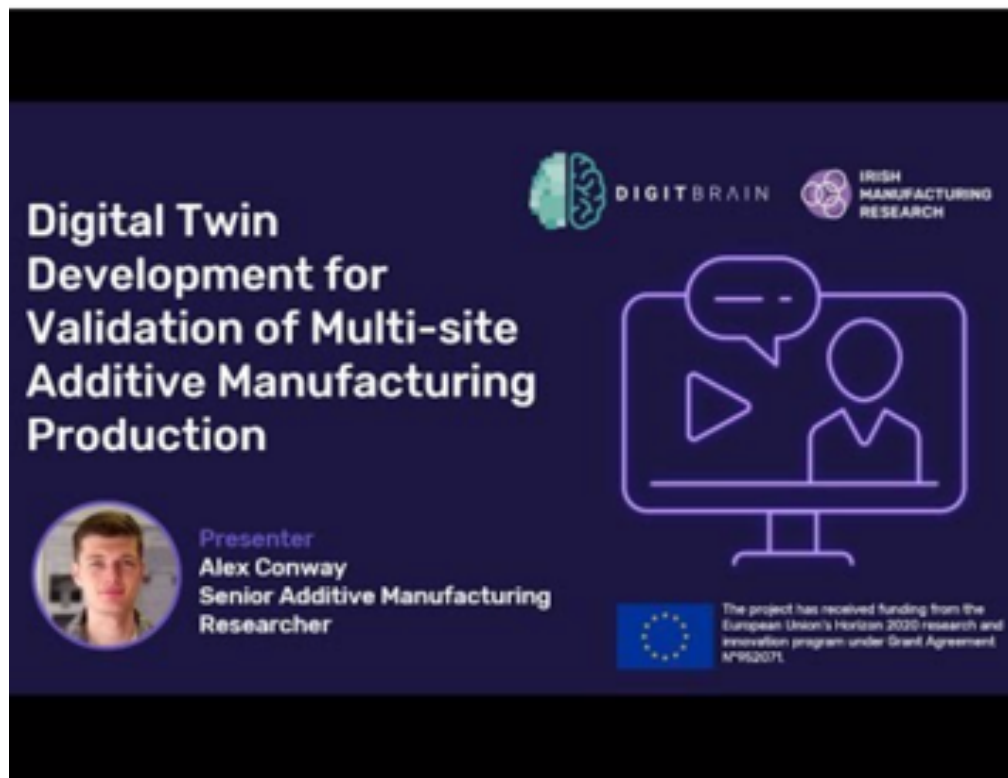 DIGITBRAIN
IRISH
MANUFACTURING
RESEARCH
Digital Twin
Development for
Validation of Multi-site
Additive Manufacturing
Production
Presenter
Alex Conway
Senior Additive Manufacturing
Researcher
The project has received funding from the
European Union's Horizon 2020 research and
innovation program under Grant Agreement
N°952071.